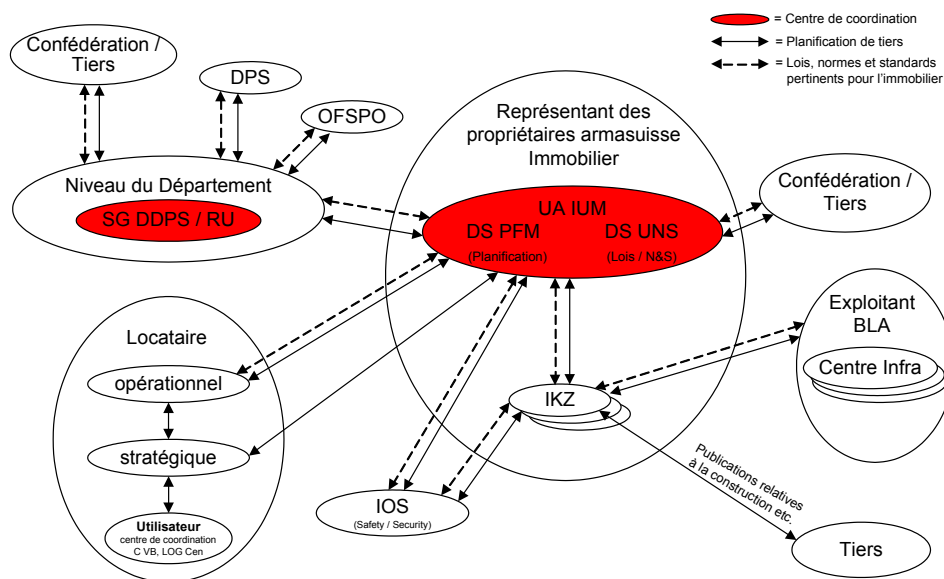 = Centre de coordination
= Planification de tiers
= Lois, normes et standards
pertinents pour l'immobilier
Confédération /
Tiers
DPS
OFSPO
Niveau du Département
SG DDPS / RU
Représentant des
propriétaires armasuisse
Immobilier
UA IUM
DS PFM
DS UNS
(Planification)
(Lois / N&S)
Confédération /
Tiers
Locataire
opérationnel
stratégique
Utilisateur
centre de coordination
C VB, LOG Cen
IKZ
IOS
(Safety / Security)
Exploitant
BLA
Centre Infra
Publications relatives
à la construction etc.
Tiers